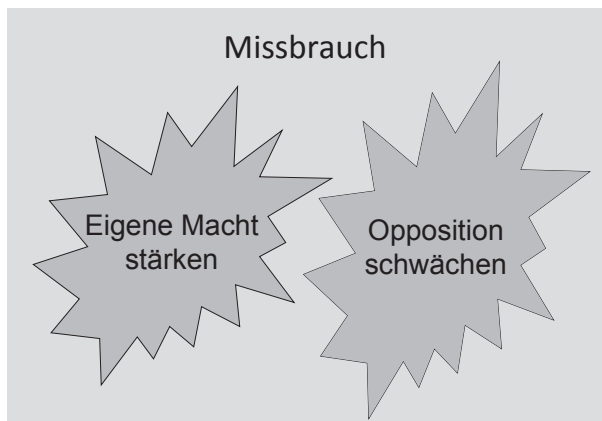 Missbrauch
Eigene Macht
stärken
Opposition
schwächen